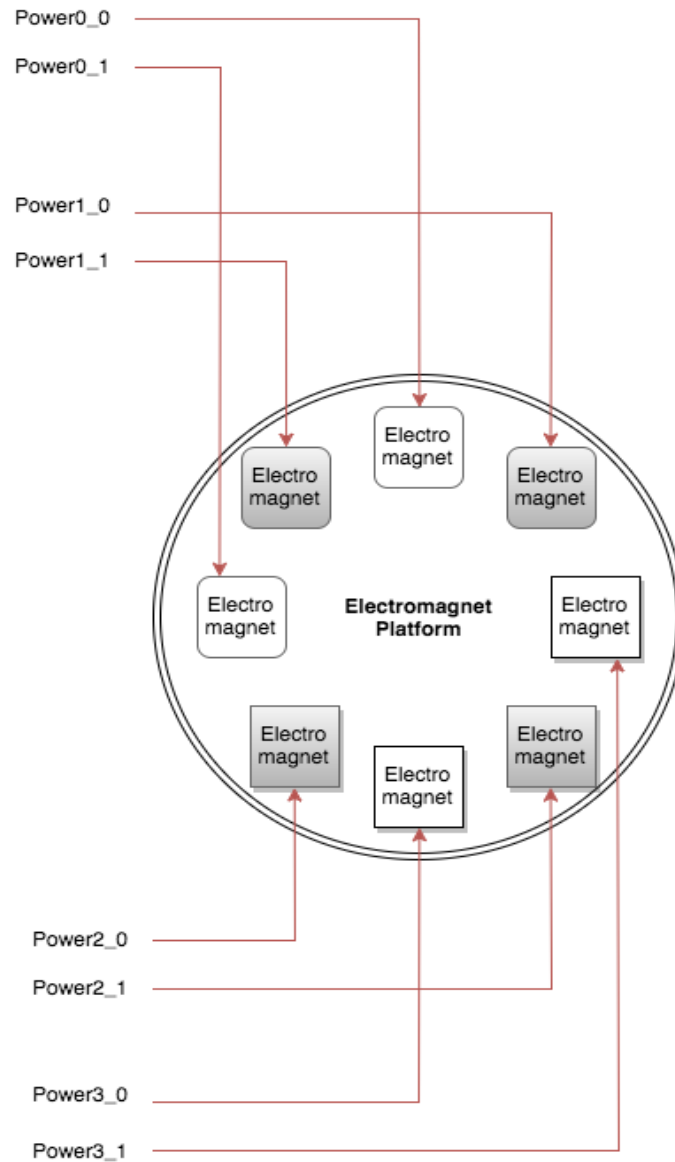 Power0_0
Power0_1
Power1_0
Power1_1
Electro
magnet
Electro
magnet
Electro
magnet
Electro
magnet
Electromagnet
Platform
Electro
magnet
Electro
magnet
Electro
magnet
Electro
magnet
Power2_0
Power2_1
Power3_0
Power3_1